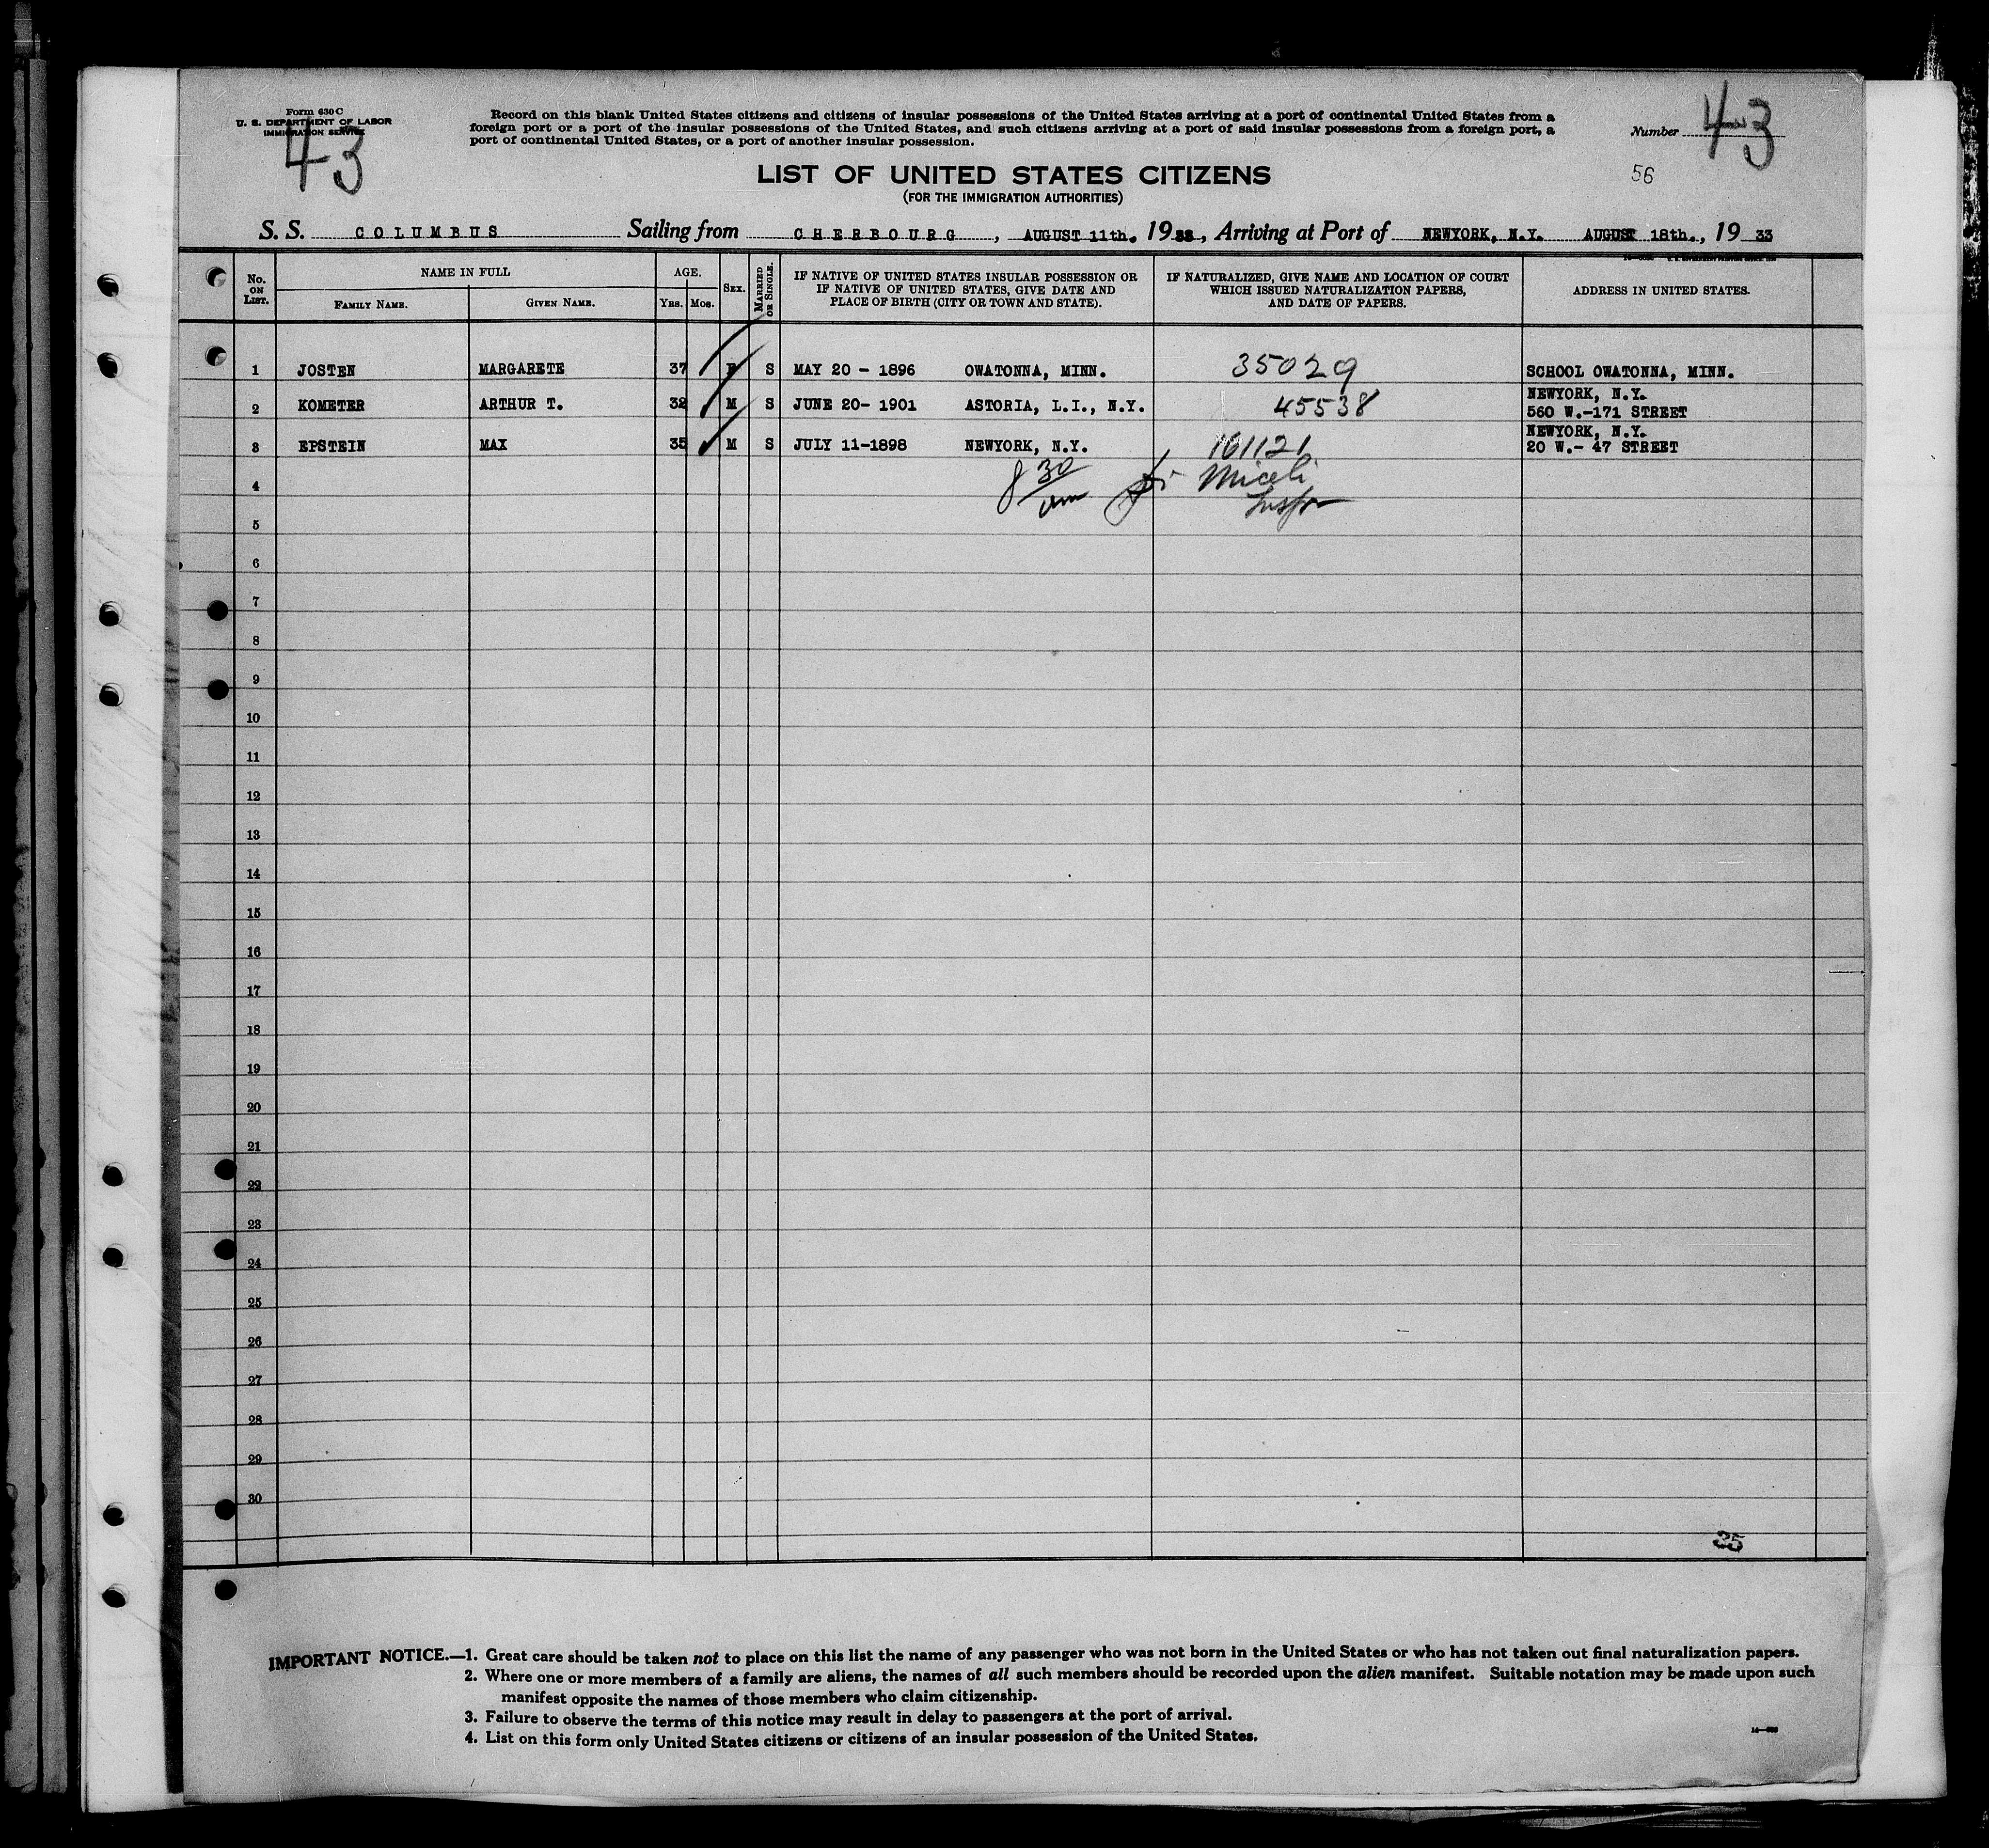 Form 630 C
U. S. DEPARTMENT OF LABOR
IMMIGRATION SERVICE
43
Record on this blank United States citizens and citizens of insular possessions of the United States arriving at a port of continental United States from a
foreign port or a port of the insular possessions of the United States, and such citizens arriving at a port of said insular possessions from a foreign port, a
port of continental United States, or a port of another insular possession.
Number 43
56
LIST OF UNITED STATES CITIZENS
(FOR THE IMMIGRATION AUTHORITIES)
S. S. COLUMBUS Sailing from CHERBOURG, AUGUST 11th. 1933, Arriving at Port of NEWYORK, N.Y. AUGUST 18th., 19 33
No. ON LIST. NAME IN FULL FAMILY NAME. GIVEN NAME. AGE. YRS. MOS. SEX. MARRIED OR SINGLE. IF NATIVE OF UNITED STATES INSULAR POSSESSION OR IF NATIVE OF UNITED STATES, GIVE DATE AND PLACE OF BIRTH (CITY OR TOWN AND STATE). IF NATURALIZED, GIVE NAME AND LOCATION OF COURT WHICH ISSUED NATURALIZATION PAPERS, AND DATE OF PAPERS. ADDRESS IN UNITED STATES.
1 JOSTEN MARGARETE 37 F S MAY 20 - 1896 OWATONNA, MINN. 35029 SCHOOL OWATONNA, MINN.
2 KOMETER ARTHUR T. 32 M S JUNE 20- 1901 ASTORIA, L.I., N.Y. 45538 NEWYORK, N.Y. 560 W.-171 STREET
3 EPSTEIN MAX 35 M S JULY 11-1898 NEWYORK, N.Y. 161121 NEWYORK, N.Y. 20 W.- 47 STREET
4 8 30 am Miceli
Inspr
5
6
7
8
9
10
11
12
13
14
15
16
17
18
19
20
21
22
23
24
25
26
27
28
29
30
35
IMPORTANT NOTICE.—1. Great care should be taken not to place on this list the name of any passenger who was not born in the United States or who has not taken out final naturalization papers.
2. Where one or more members of a family are aliens, the names of all such members should be recorded upon the alien manifest. Suitable notation may be made upon such
manifest opposite the names of those members who claim citizenship.
3. Failure to observe the terms of this notice may result in delay to passengers at the port of arrival.
4. List on this form only United States citizens or citizens of an insular possession of the United States.